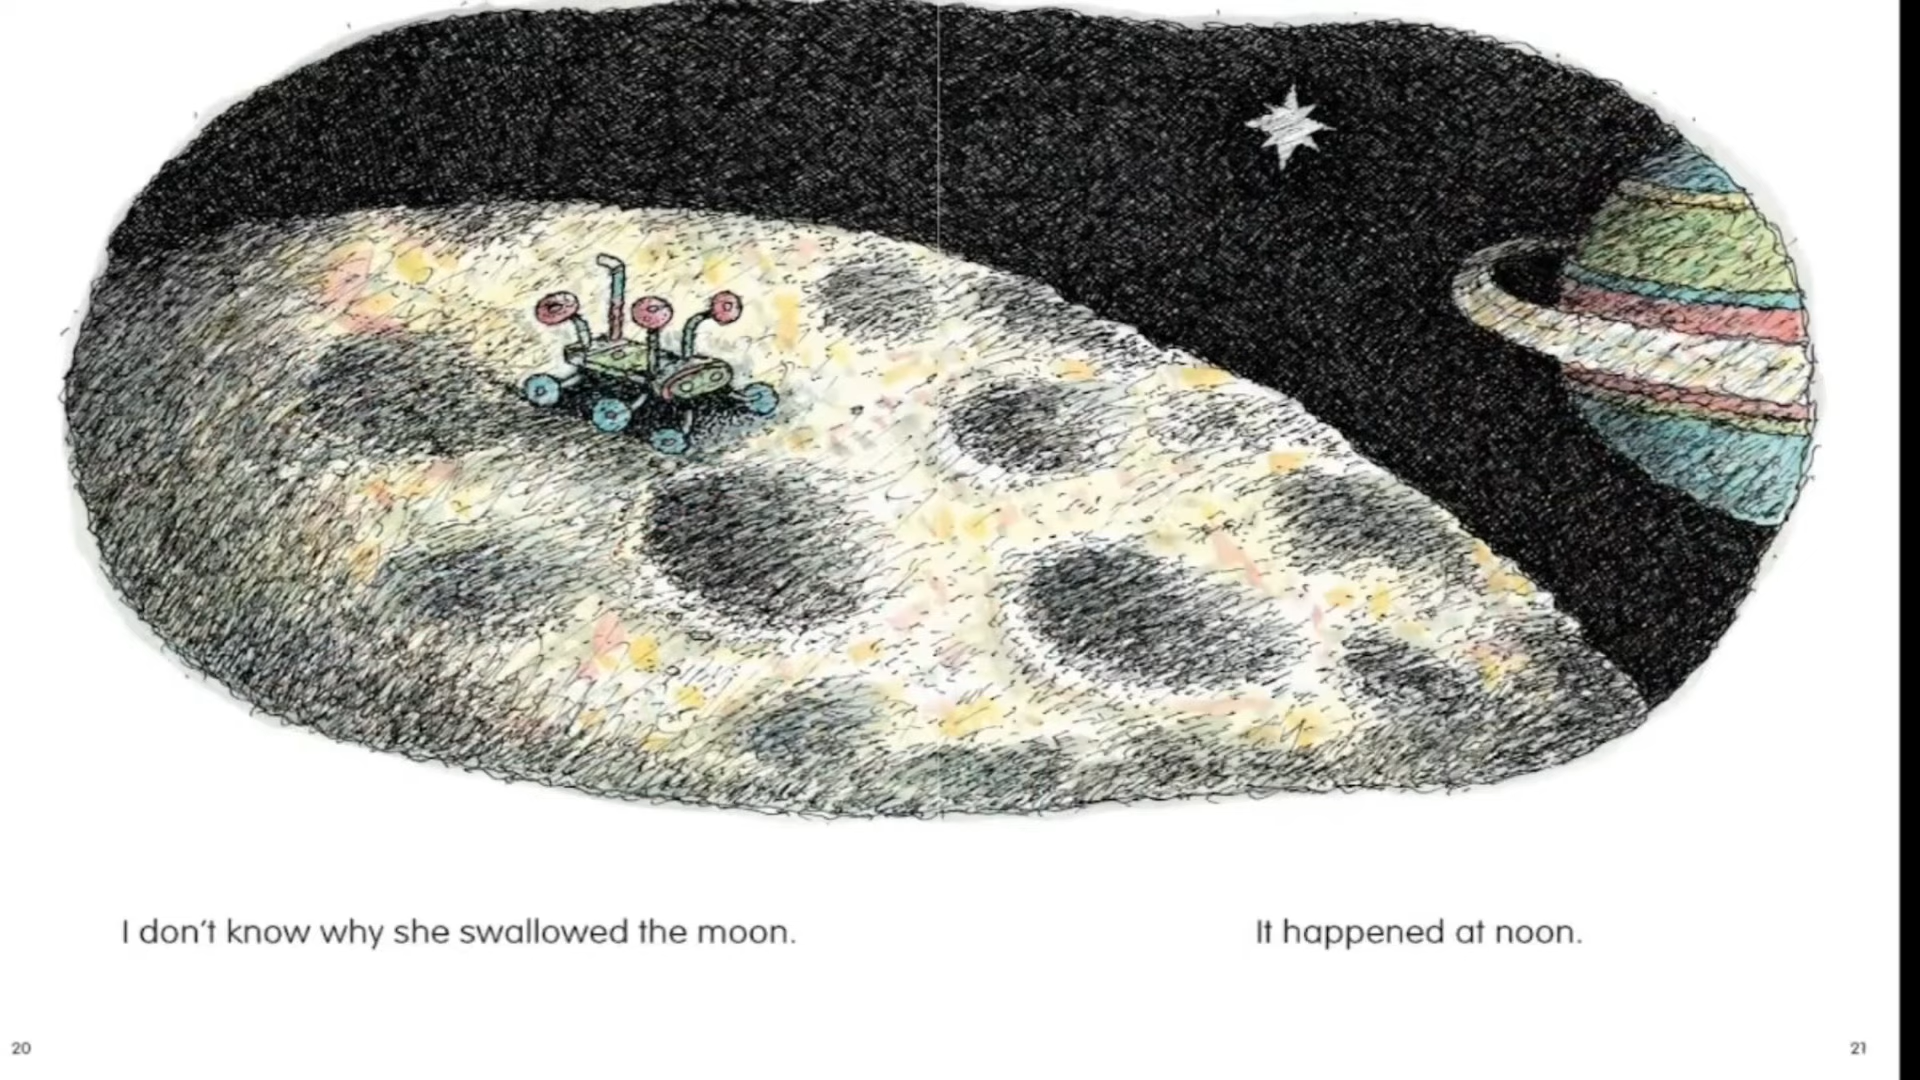 I don't know why she swallowed the moon.
It happened at noon.
20
21